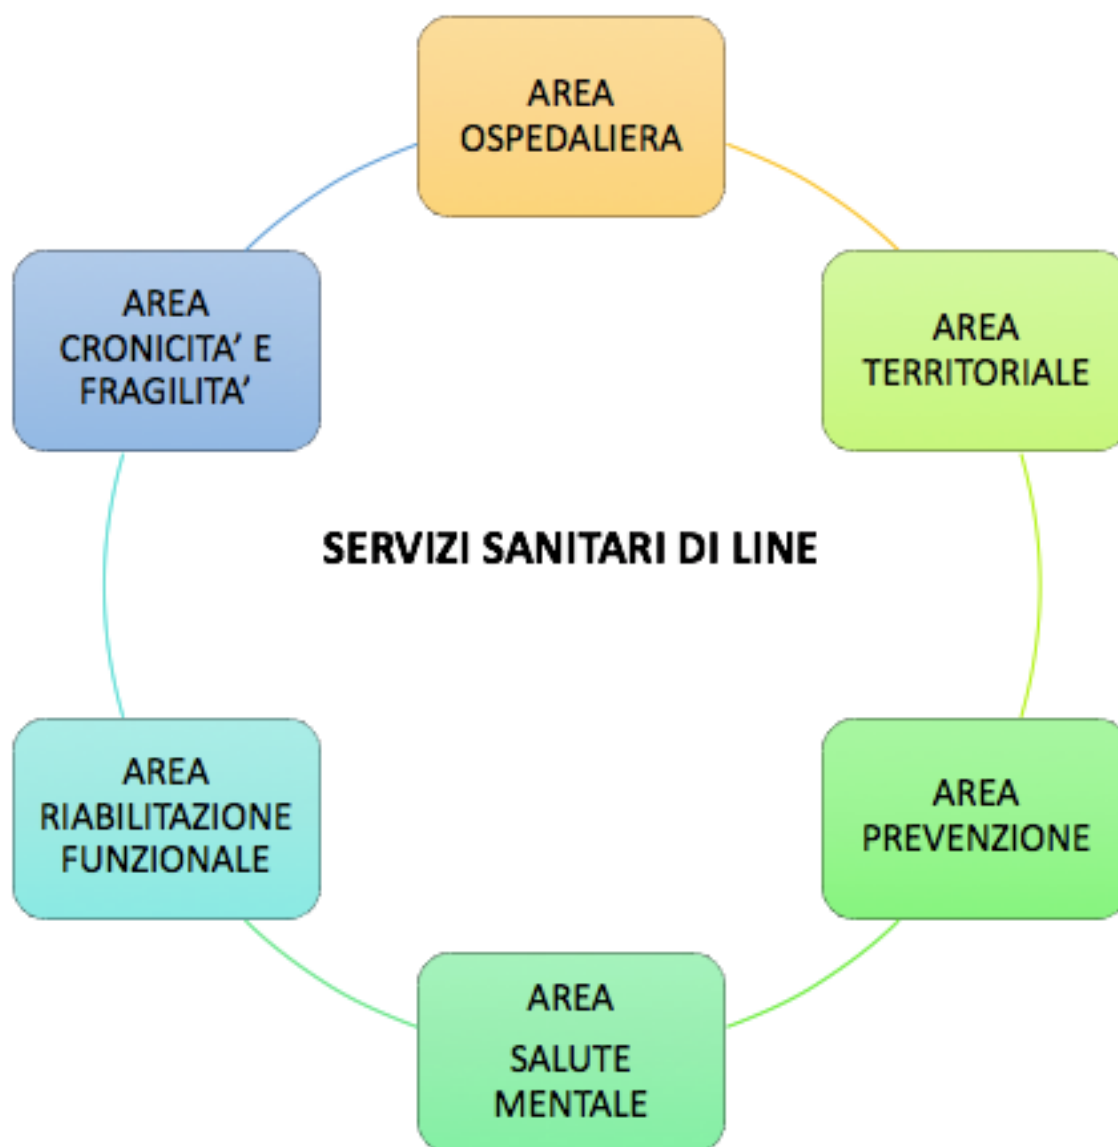 AREA
OSPEDALIERA
AREA
CRONICITA’ E
FRAGILITA’
AREA
TERRITORIALE
SERVIZI SANITARI DI LINE
AREA
RIABILITAZIONE
FUNZIONALE
AREA
PREVENZIONE
AREA
SALUTE
MENTALE